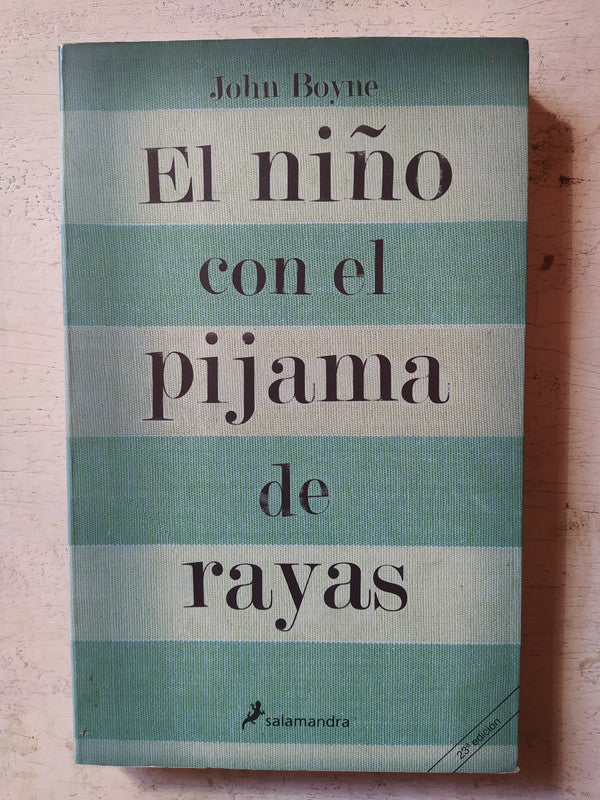 John Boyne
El niño
con el
pijama
de
rayas
salamandra
23ª edición